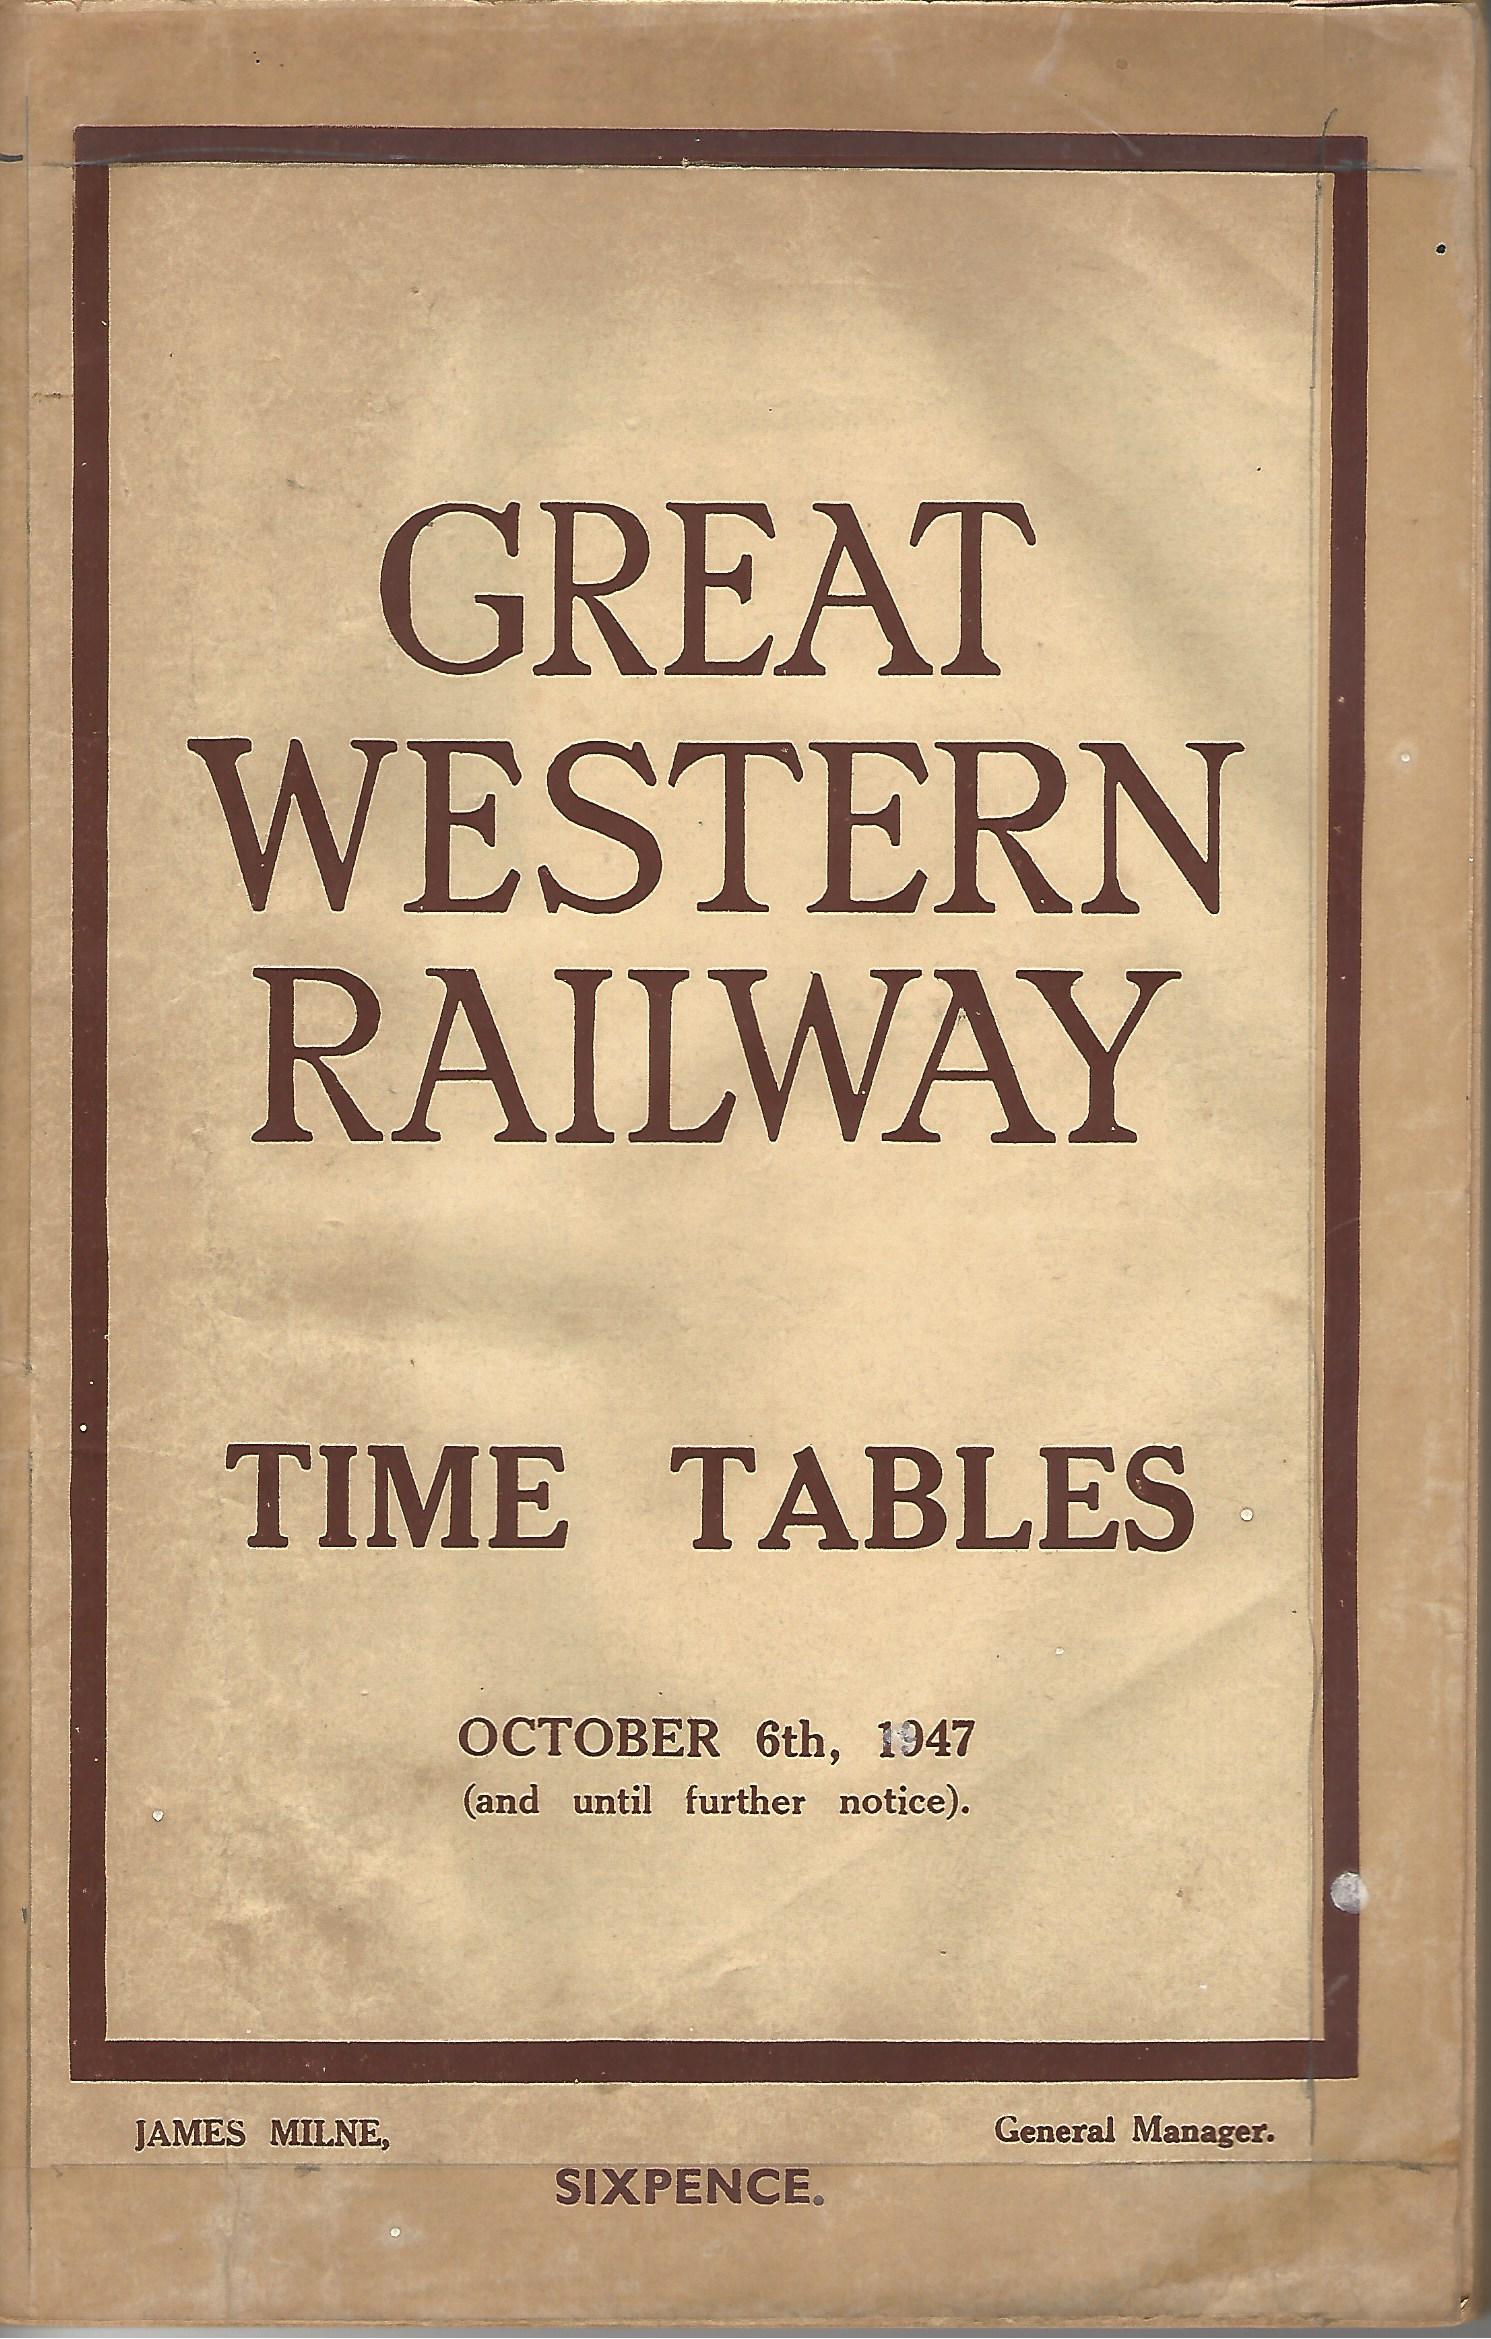 GREAT
WESTERN
RAILWAY
TIME TABLES
OCTOBER 6th, 1947
(and until further notice).
JAMES MILNE, General Manager.
SIXPENCE.